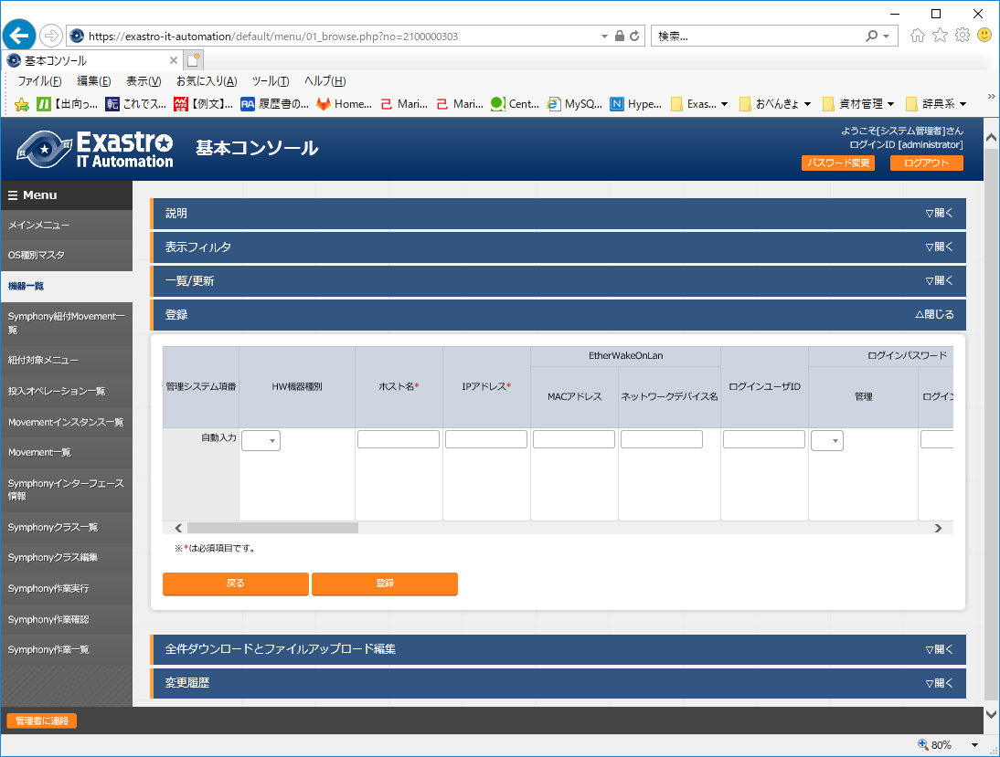 https://exastro-it-automation/default/menu/01_browse.php?no=2100000303
検索...
基本コンソール
ファイル(F) 編集(E) 表示(V) お気に入り(A) ツール(T) ヘルプ(H)
【出向っ... 転 これでス... 【例文】... RA 履歴書の... Home... Mari... Mari... Cent... MySQ... N Hype... Exas... おべんきょ 資材管理 辞典系 »
Exastro
IT Automation
基本コンソール
ようこそ[システム管理者]さん
ログインID [administrator]
パスワード変更 ログアウト
☰ Menu
メインメニュー
OS種別マスタ
機器一覧
Symphony紐付Movement一
覧
紐付対象メニュー
投入オペレーション一覧
Movementインスタンス一覧
Movement一覧
Symphonyインターフェース
情報
Symphonyクラス一覧
Symphonyクラス編集
Symphony作業実行
Symphony作業確認
Symphony作業一覧
説明 ▽開く
表示フィルタ ▽開く
一覧/更新 ▽開く
登録 △閉じる
EtherWakeOnLan ログインパスワード
管理システム項番 HW機器種別 ホスト名* IPアドレス* MACアドレス ネットワークデバイス名 ログインユーザID 管理 ログイン
自動入力
※*は必須項目です。
戻る 登録
全件ダウンロードとファイルアップロード編集 ▽開く
変更履歴 ▽開く
管理者に連絡
80%